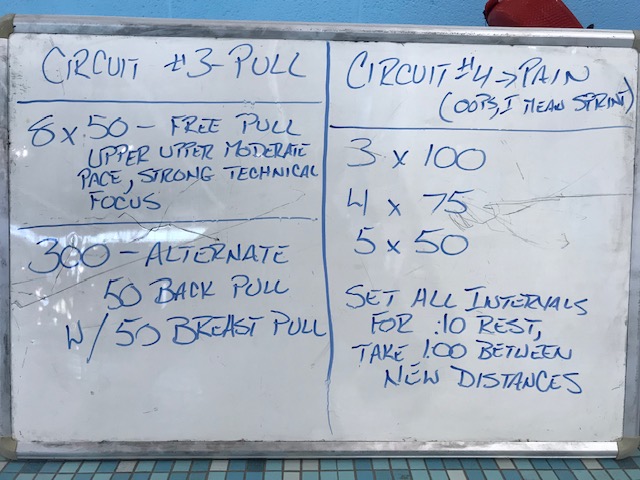 CIRCUIT #3-PULL
8 x 50 - FREE PULL
UPPER UPPER MODERATE
PACE, STRONG TECHNICAL
FOCUS
300 - ALTERNATE
50 BACK PULL
W/ 50 BREAST PULL
CIRCUIT #4 → PAIN
(OOPS, I MEAN SPRINT)
3 x 100
4 x 75
5 x 50
SET ALL INTERVALS
FOR :10 REST,
TAKE 1:00 BETWEEN
NEW DISTANCES